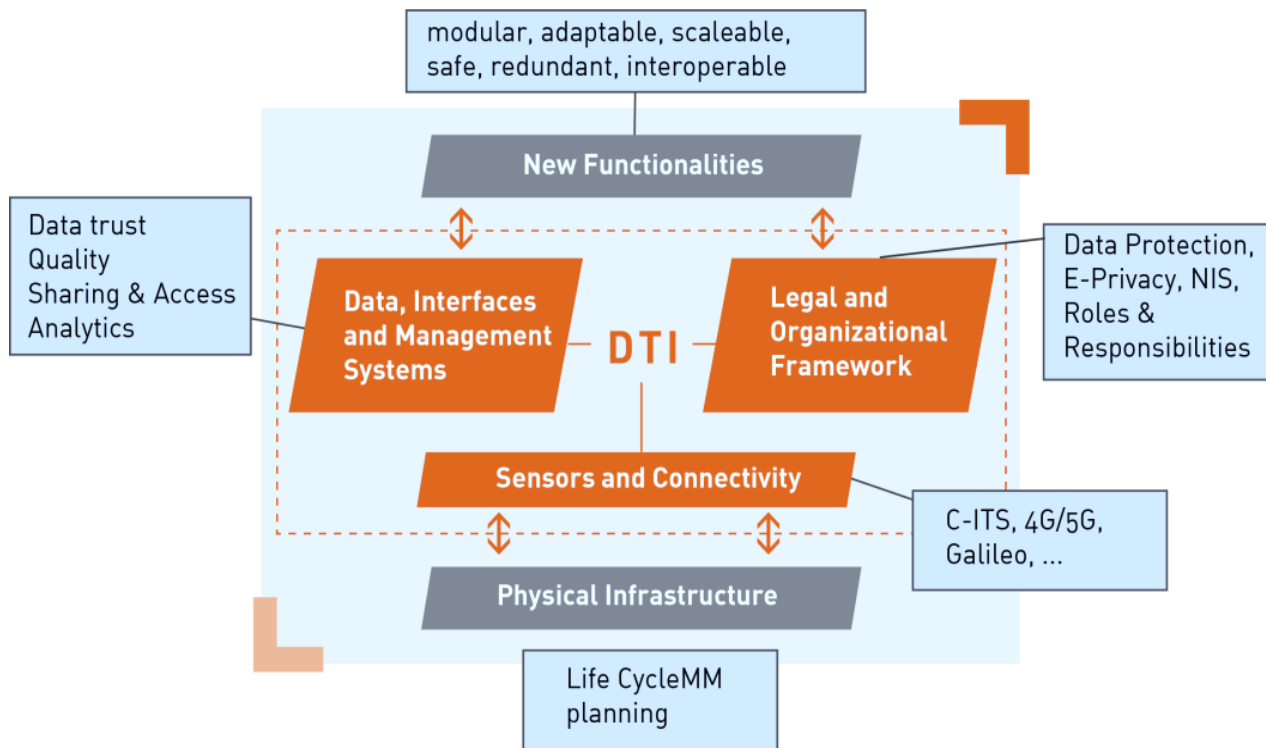 modular, adaptable, scaleable,
safe, redundant, interoperable
New Functionalities
Data trust
Quality
Sharing & Access
Analytics
Data, Interfaces
and Management
Systems
DTI
Legal and
Organizational
Framework
Data Protection,
E-Privacy, NIS,
Roles &
Responsibilities
Sensors and Connectivity
C-ITS, 4G/5G,
Galileo, ...
Physical Infrastructure
Life CycleMM
planning